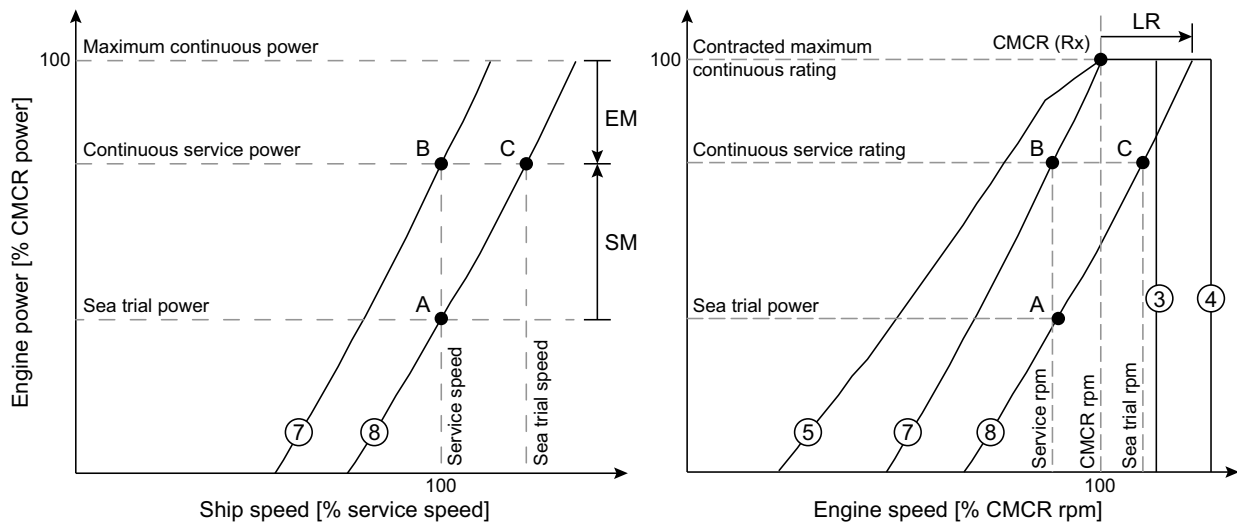 100
Maximum continuous power
Continuous service power
Sea trial power
B
C
A
EM
SM
7
8
Service speed
Sea trial speed
100
Engine power [% CMCR power]
Ship speed [% service speed]
100
Contracted maximum
continuous rating
CMCR (Rx)
LR
Continuous service rating
Sea trial power
B
C
A
3
4
5
7
8
Service rpm
CMCR rpm
Sea trial rpm
100
Engine speed [% CMCR rpm]